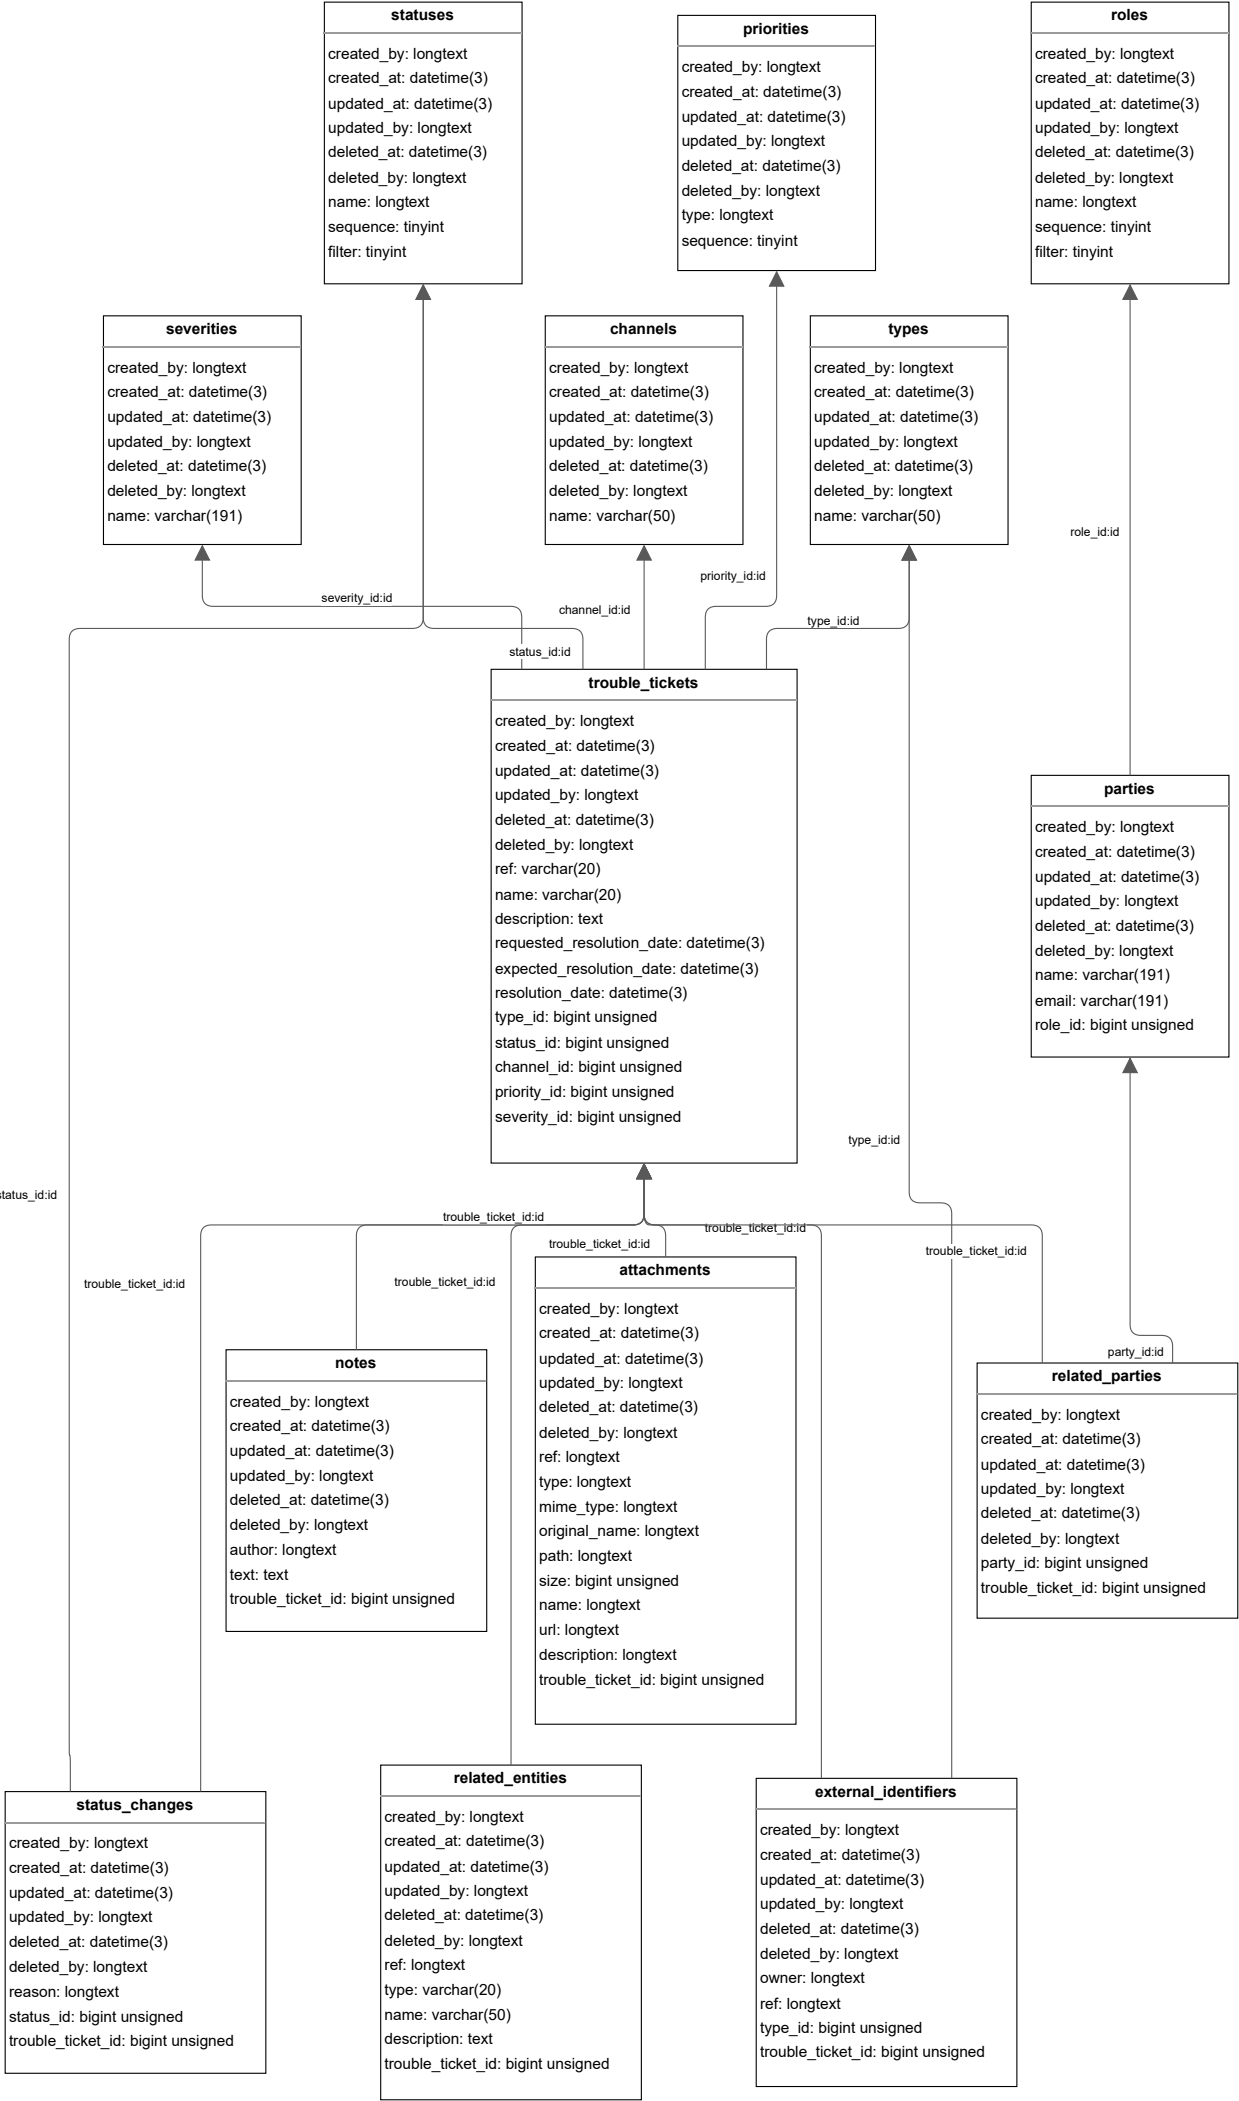 statuses
created_by: longtext
created_at: datetime(3)
updated_at: datetime(3)
updated_by: longtext
deleted_at: datetime(3)
deleted_by: longtext
name: longtext
sequence: tinyint
filter: tinyint
priorities
created_by: longtext
created_at: datetime(3)
updated_at: datetime(3)
updated_by: longtext
deleted_at: datetime(3)
deleted_by: longtext
type: longtext
sequence: tinyint
roles
created_by: longtext
created_at: datetime(3)
updated_at: datetime(3)
updated_by: longtext
deleted_at: datetime(3)
deleted_by: longtext
name: longtext
sequence: tinyint
filter: tinyint
severities
created_by: longtext
created_at: datetime(3)
updated_at: datetime(3)
updated_by: longtext
deleted_at: datetime(3)
deleted_by: longtext
name: varchar(191)
channels
created_by: longtext
created_at: datetime(3)
updated_at: datetime(3)
updated_by: longtext
deleted_at: datetime(3)
deleted_by: longtext
name: varchar(50)
types
created_by: longtext
created_at: datetime(3)
updated_at: datetime(3)
updated_by: longtext
deleted_at: datetime(3)
deleted_by: longtext
name: varchar(50)
role_id:id
priority_id:id
severity_id:id
channel_id:id
type_id:id
status_id:id
trouble_tickets
created_by: longtext
created_at: datetime(3)
updated_at: datetime(3)
updated_by: longtext
deleted_at: datetime(3)
deleted_by: longtext
ref: varchar(20)
name: varchar(20)
description: text
requested_resolution_date: datetime(3)
expected_resolution_date: datetime(3)
resolution_date: datetime(3)
type_id: bigint unsigned
status_id: bigint unsigned
channel_id: bigint unsigned
priority_id: bigint unsigned
severity_id: bigint unsigned
parties
created_by: longtext
created_at: datetime(3)
updated_at: datetime(3)
updated_by: longtext
deleted_at: datetime(3)
deleted_by: longtext
name: varchar(191)
email: varchar(191)
role_id: bigint unsigned
type_id:id
status_id:id
trouble_ticket_id:id
trouble_ticket_id:id
trouble_ticket_id:id
trouble_ticket_id:id
trouble_ticket_id:id
trouble_ticket_id:id
party_id:id
attachments
created_by: longtext
created_at: datetime(3)
updated_at: datetime(3)
updated_by: longtext
deleted_at: datetime(3)
deleted_by: longtext
ref: longtext
type: longtext
mime_type: longtext
original_name: longtext
path: longtext
size: bigint unsigned
name: longtext
url: longtext
description: longtext
trouble_ticket_id: bigint unsigned
notes
created_by: longtext
created_at: datetime(3)
updated_at: datetime(3)
updated_by: longtext
deleted_at: datetime(3)
deleted_by: longtext
author: longtext
text: text
trouble_ticket_id: bigint unsigned
related_parties
created_by: longtext
created_at: datetime(3)
updated_at: datetime(3)
updated_by: longtext
deleted_at: datetime(3)
deleted_by: longtext
party_id: bigint unsigned
trouble_ticket_id: bigint unsigned
status_changes
created_by: longtext
created_at: datetime(3)
updated_at: datetime(3)
updated_by: longtext
deleted_at: datetime(3)
deleted_by: longtext
reason: longtext
status_id: bigint unsigned
trouble_ticket_id: bigint unsigned
related_entities
created_by: longtext
created_at: datetime(3)
updated_at: datetime(3)
updated_by: longtext
deleted_at: datetime(3)
deleted_by: longtext
ref: longtext
type: varchar(20)
name: varchar(50)
description: text
trouble_ticket_id: bigint unsigned
external_identifiers
created_by: longtext
created_at: datetime(3)
updated_at: datetime(3)
updated_by: longtext
deleted_at: datetime(3)
deleted_by: longtext
owner: longtext
ref: longtext
type_id: bigint unsigned
trouble_ticket_id: bigint unsigned